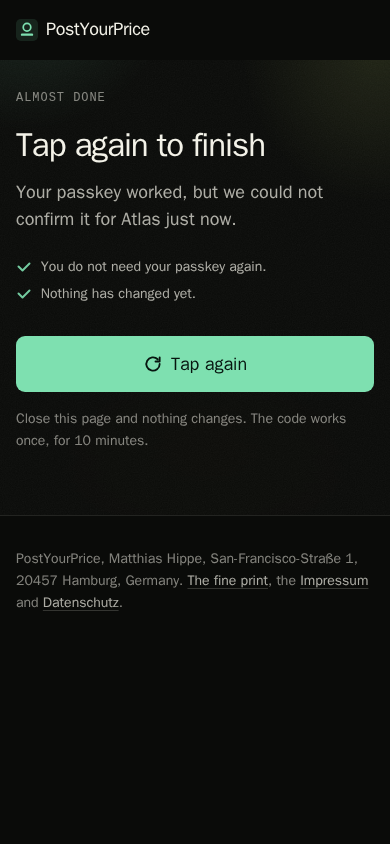 PostYourPrice
ALMOST DONE
Tap again to finish
Your passkey worked, but we could not
confirm it for Atlas just now.
You do not need your passkey again.
Nothing has changed yet.
Tap again
Close this page and nothing changes. The code works
once, for 10 minutes.
PostYourPrice, Matthias Hippe, San-Francisco-Straße 1,
20457 Hamburg, Germany. The fine print, the Impressum
and Datenschutz.